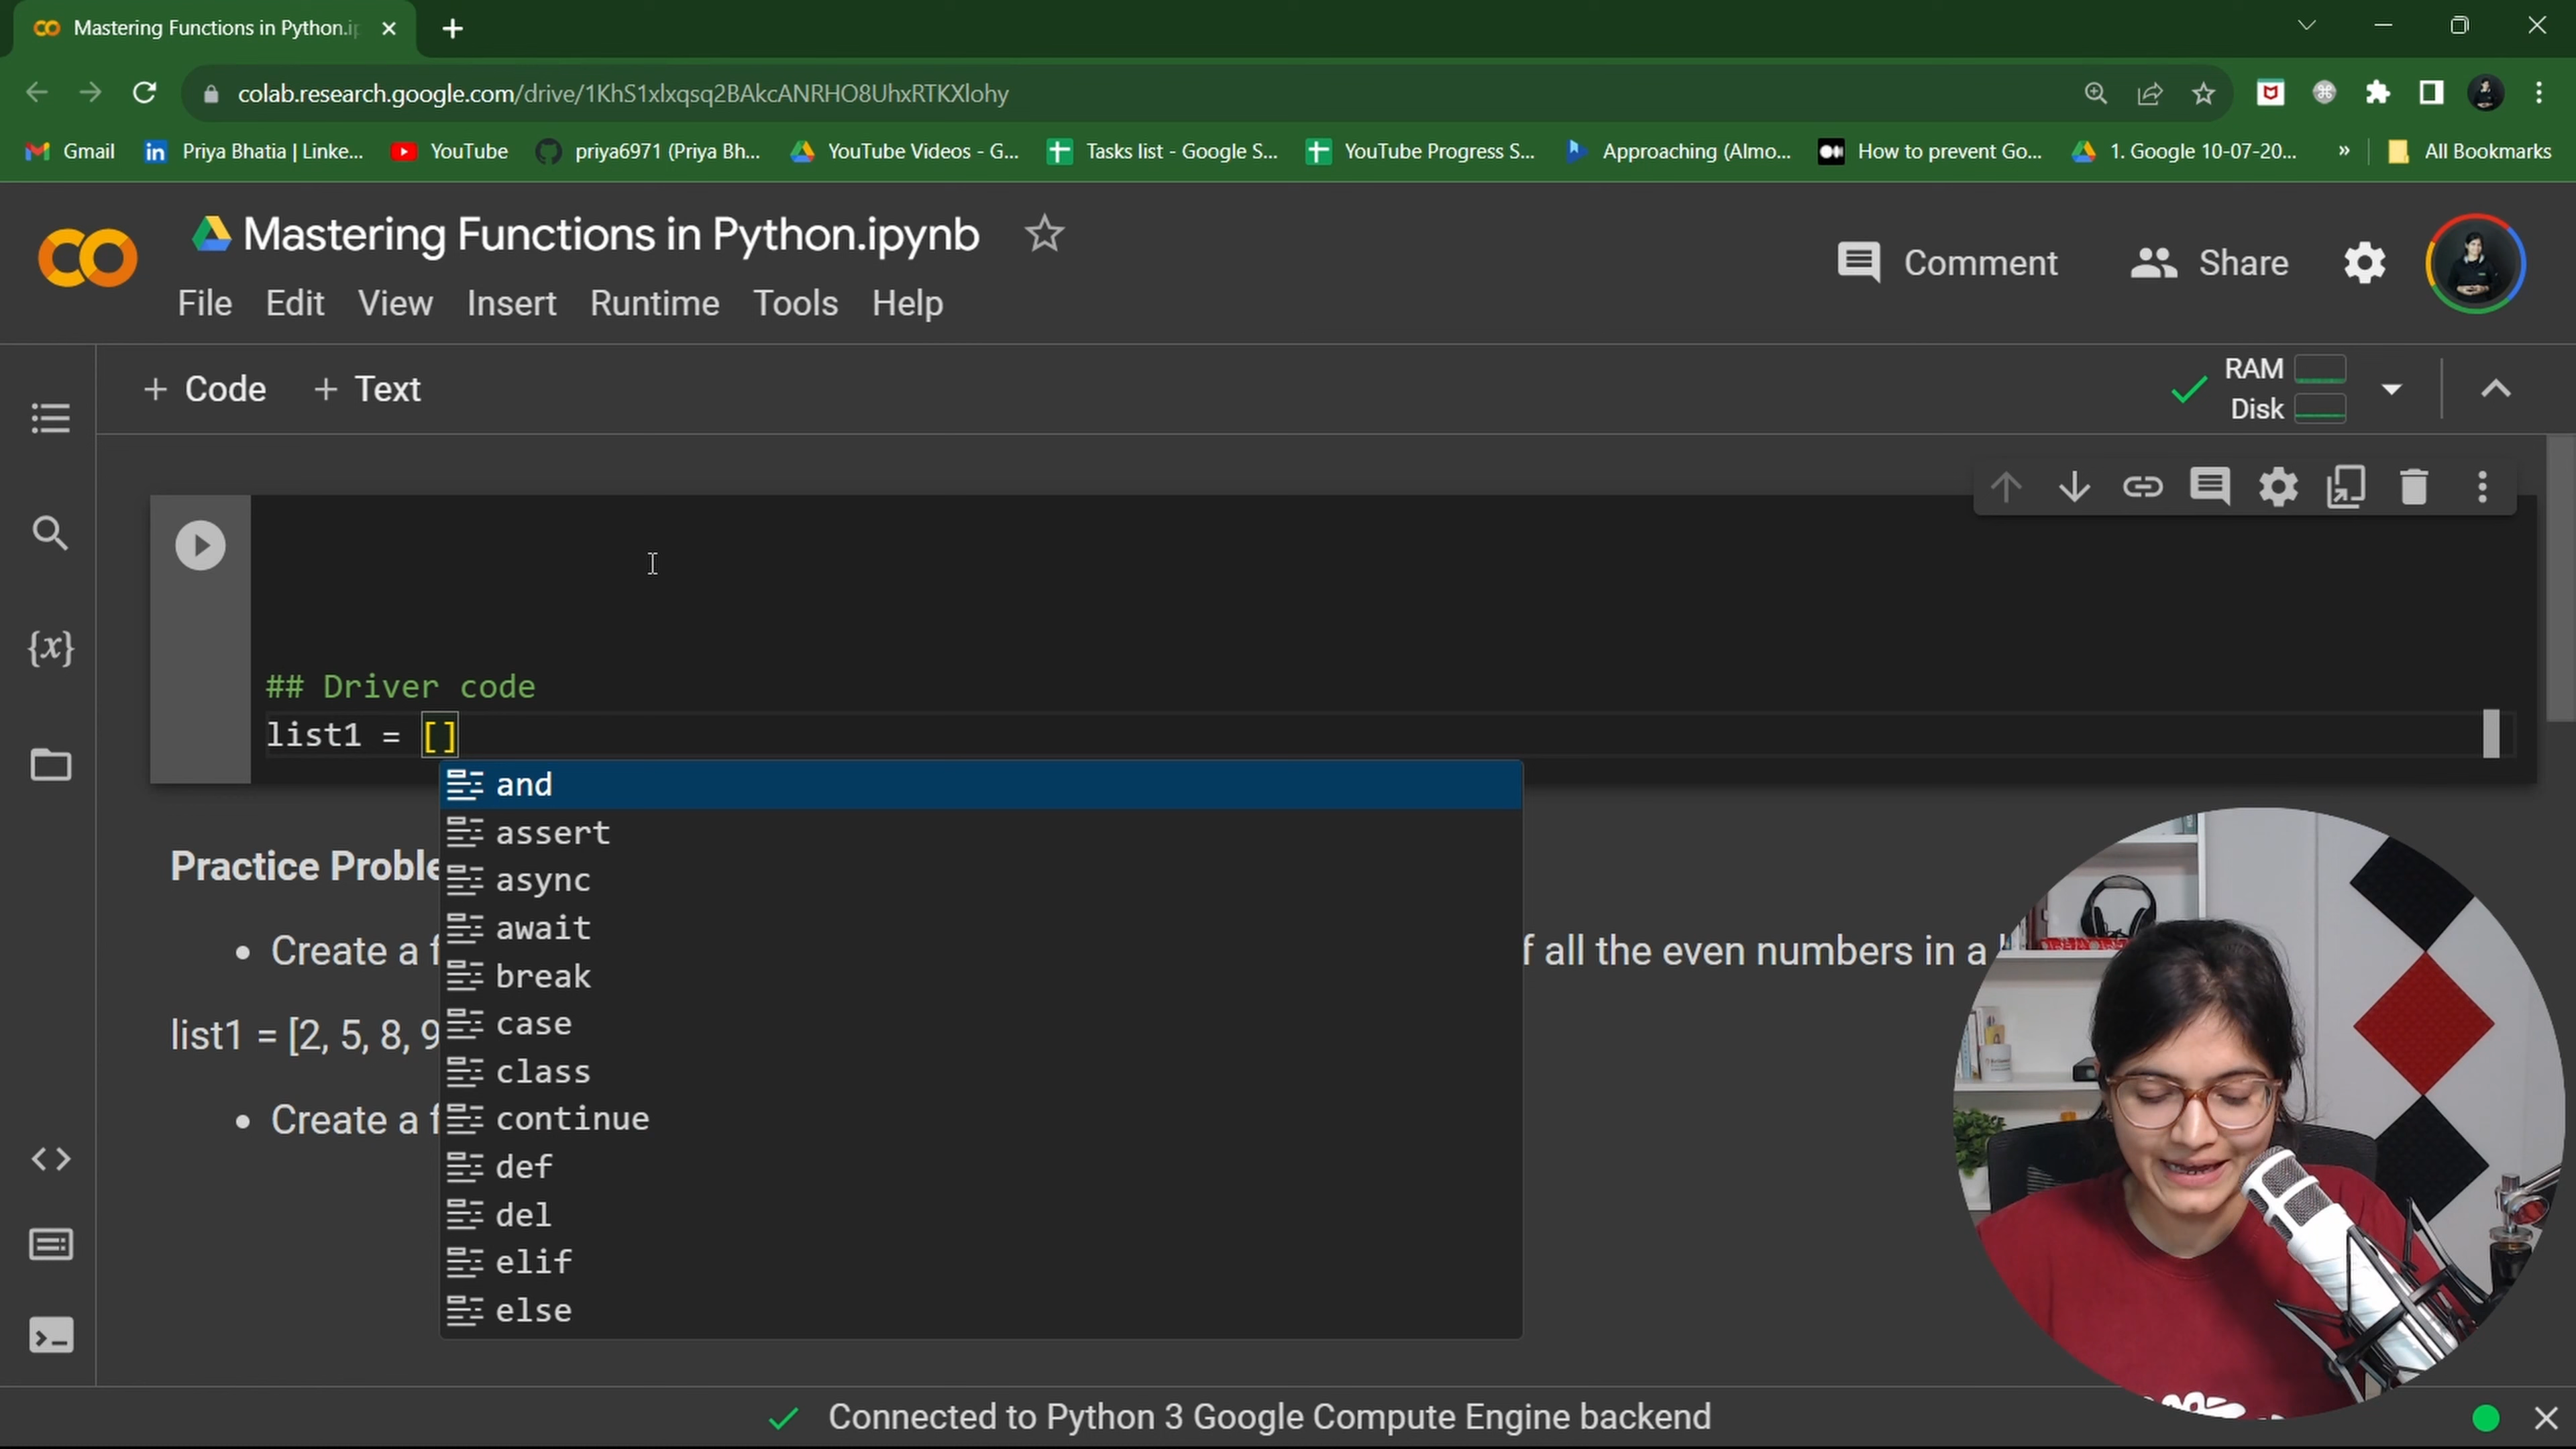 Mastering Functions in Python.ip
colab.research.google.com/drive/1KhS1xlxqsq2BAkcANRHO8UhxRTKXlohy
Gmail
Priya Bhatia | Linke...
YouTube
priya6971 (Priya Bh...
YouTube Videos - G...
Tasks list - Google S...
YouTube Progress S...
Approaching (Almo...
How to prevent Go...
1. Google 10-07-20...
»
All Bookmarks
Mastering Functions in Python.ipynb
File Edit View Insert Runtime Tools Help
Comment
Share
+ Code + Text
RAM
Disk
## Driver code
list1 = []
and
assert
async
await
break
case
class
continue
def
del
elif
else
Practice Proble
Create a f
f all the even numbers in a
list1 = [2, 5, 8, 9
Create a f
Connected to Python 3 Google Compute Engine backend